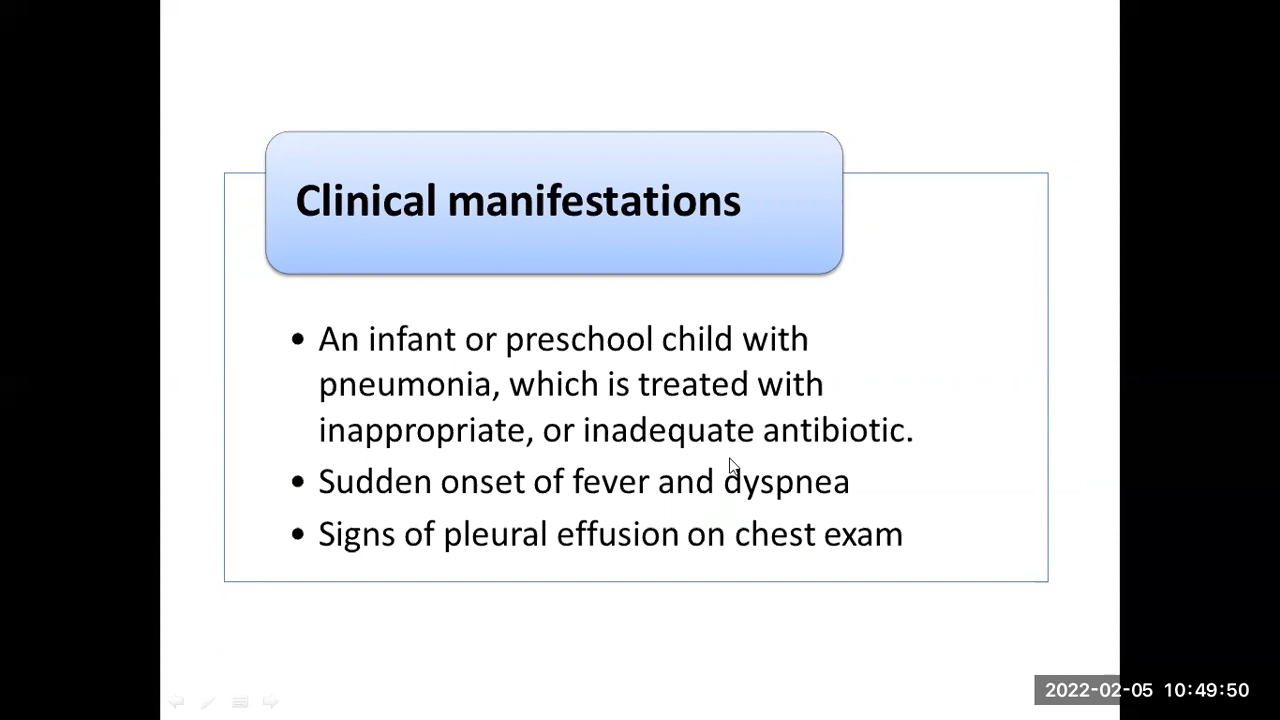 Clinical manifestations
• An infant or preschool child with
pneumonia, which is treated with
inappropriate, or inadequate antibiotic.
• Sudden onset of fever and dyspnea
• Signs of pleural effusion on chest exam
2022-02-05 10:49:50